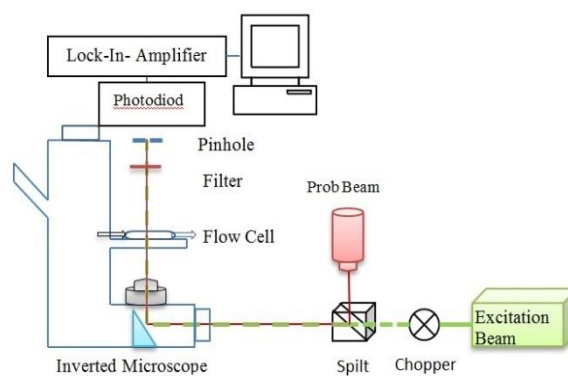 Lock-In- Amplifier
Photodiod
Pinhole
Filter
Prob Beam
Flow Cell
Excitation
Beam
Inverted Microscope
Spilt
Chopper